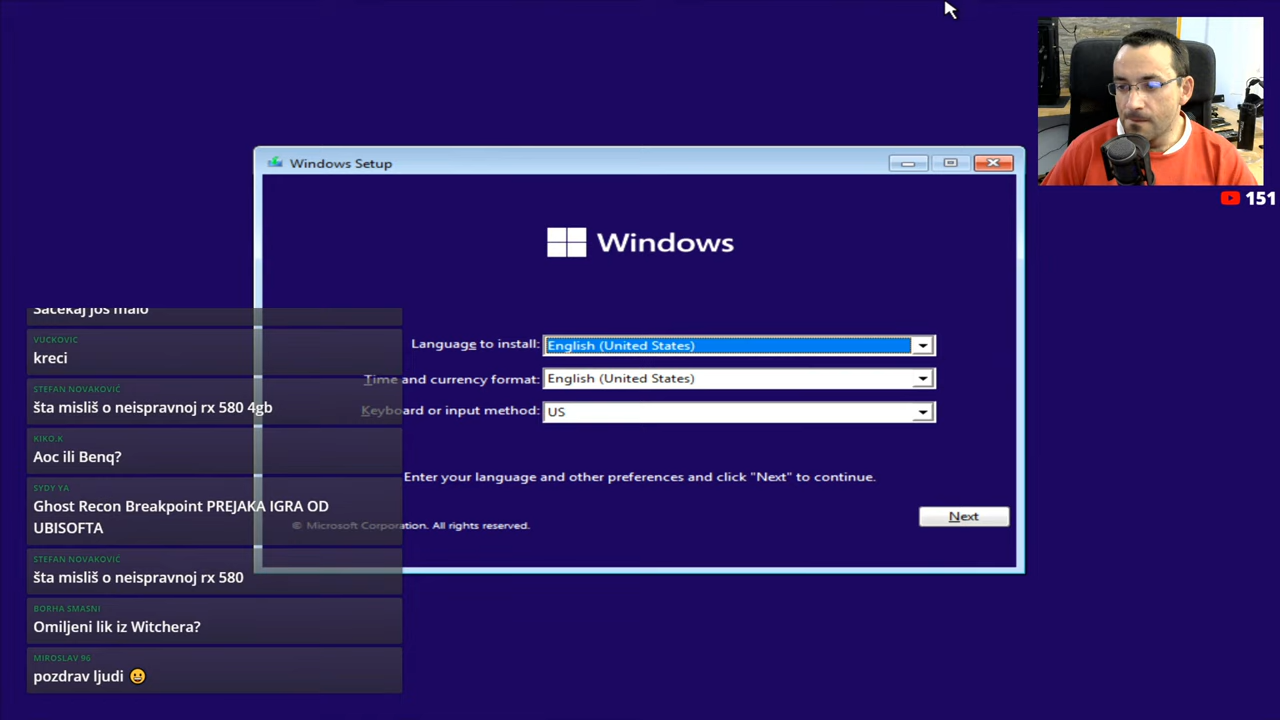 Windows Setup
151
Windows
Language to install:
English (United States)
Time and currency format:
English (United States)
Keyboard or input method:
US
Enter your language and other preferences and click "Next" to continue.
© Microsoft Corporation. All rights reserved.
Next
još malo
VUCKOVIC
kreci
STEFAN NOVAKOVIĆ
šta misliš o neispravnoj rx 580 4gb
KIKO.K
Aoc ili Benq?
SYDY YA
Ghost Recon Breakpoint PREJAKA IGRA OD
UBISOFTA
STEFAN NOVAKOVIĆ
šta misliš o neispravnoj rx 580
BORHA SMASNI
Omiljeni lik iz Witchera?
MIROSLAV 96
pozdrav ljudi 😀